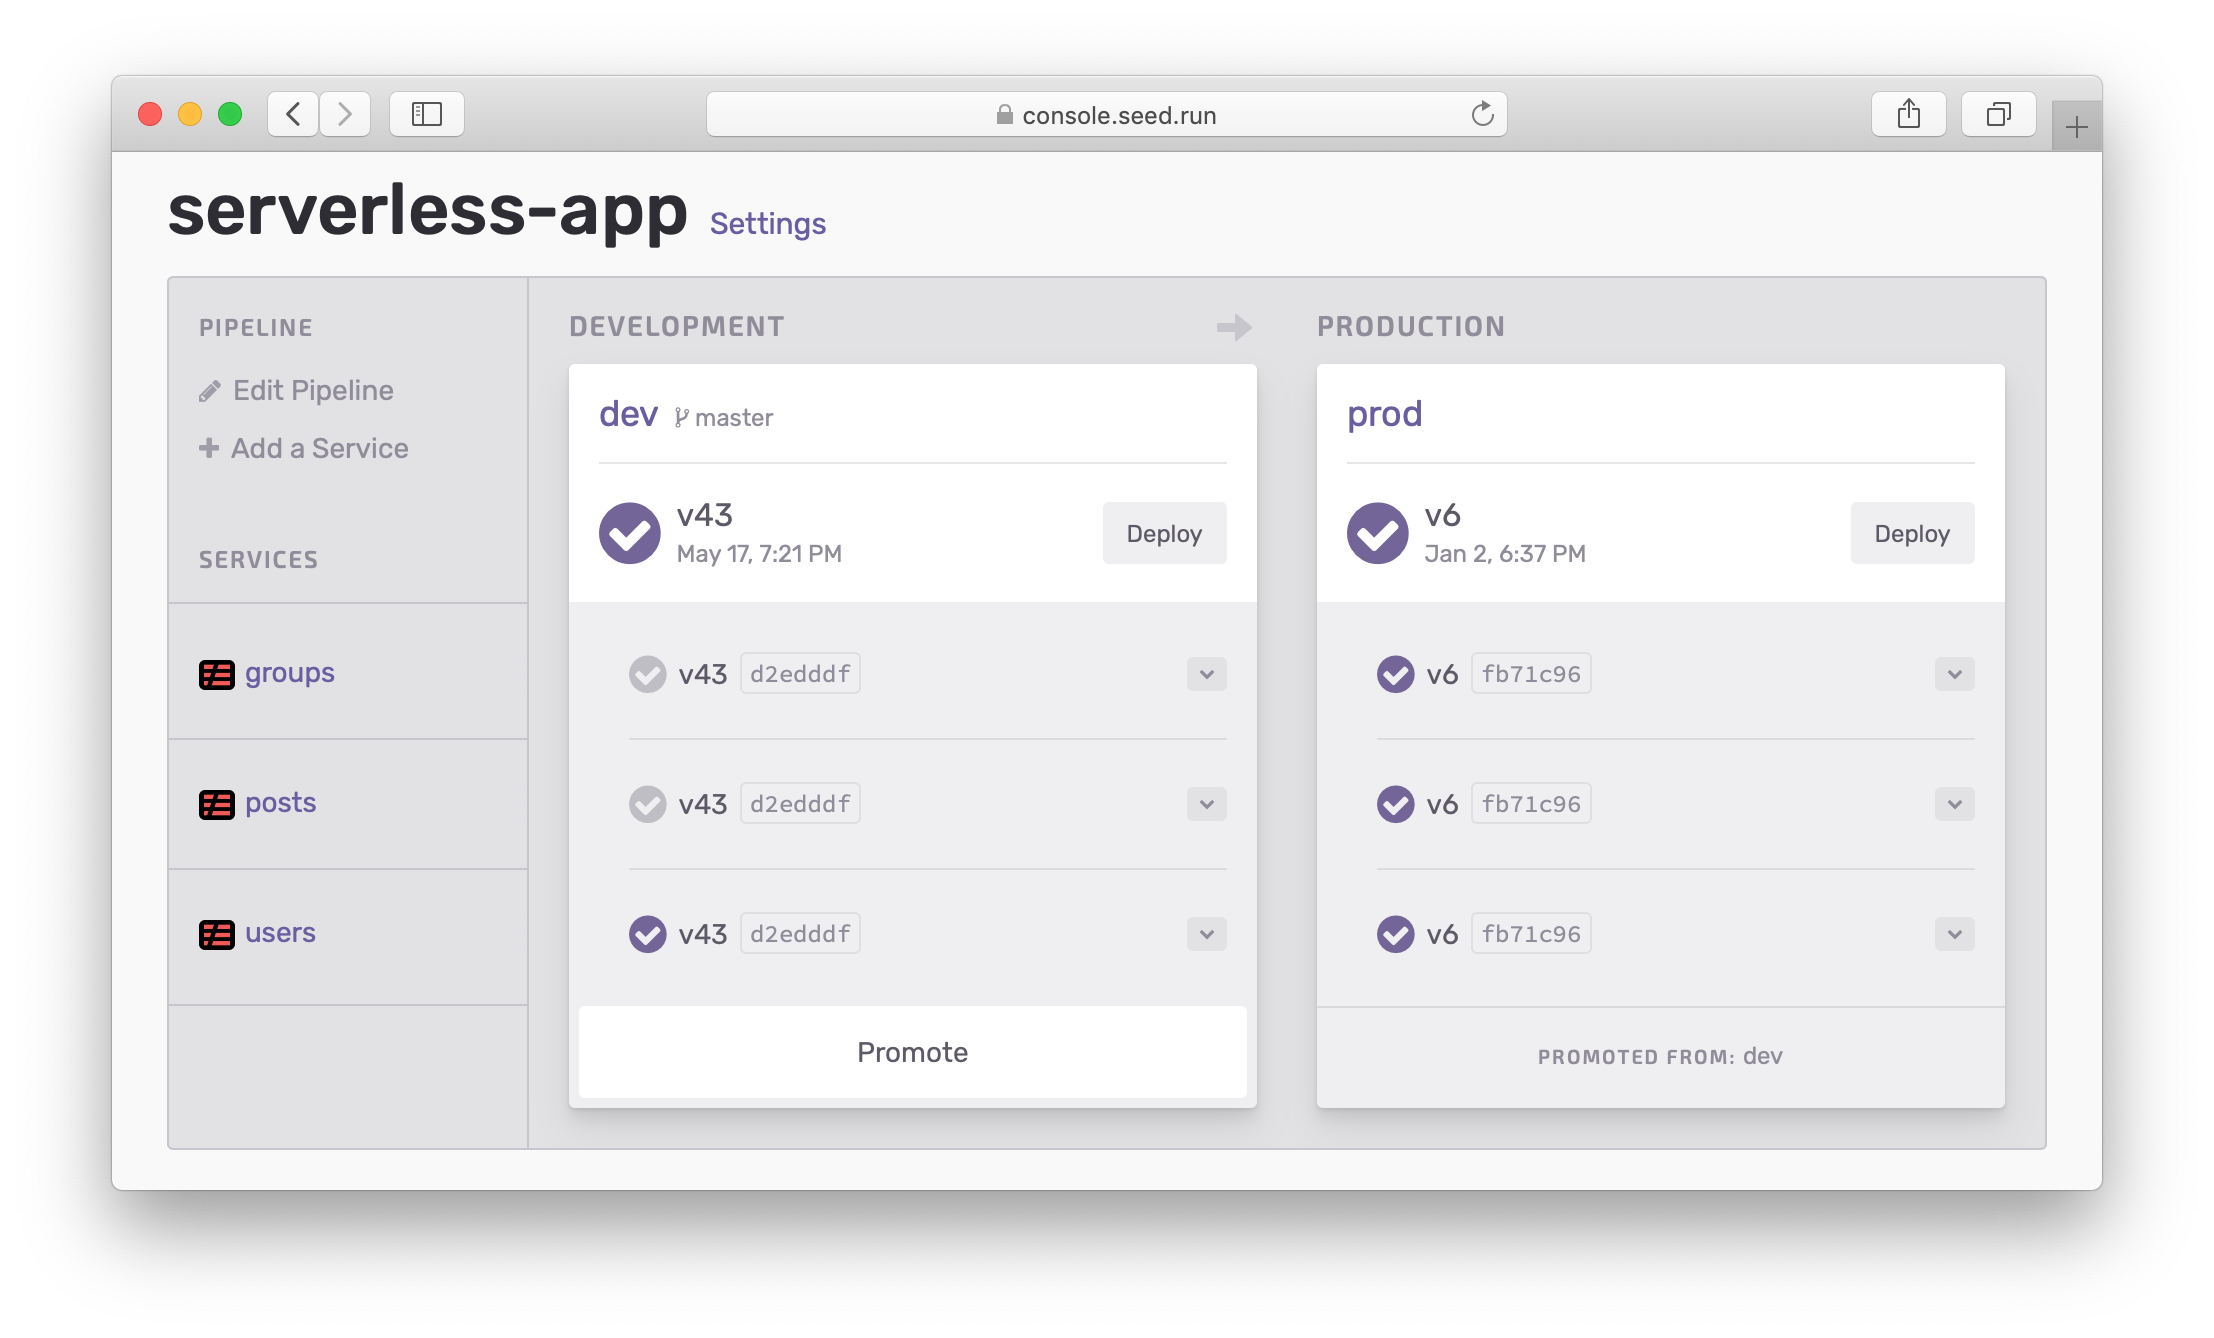 console.seed.run
serverless-app Settings
PIPELINE
Edit Pipeline
Add a Service
SERVICES
groups
posts
users
DEVELOPMENT
dev master
v43
May 17, 7:21 PM
Deploy
v43 d2edddf
v43 d2edddf
v43 d2edddf
Promote
PRODUCTION
prod
v6
Jan 2, 6:37 PM
Deploy
v6 fb71c96
v6 fb71c96
v6 fb71c96
PROMOTED FROM: dev